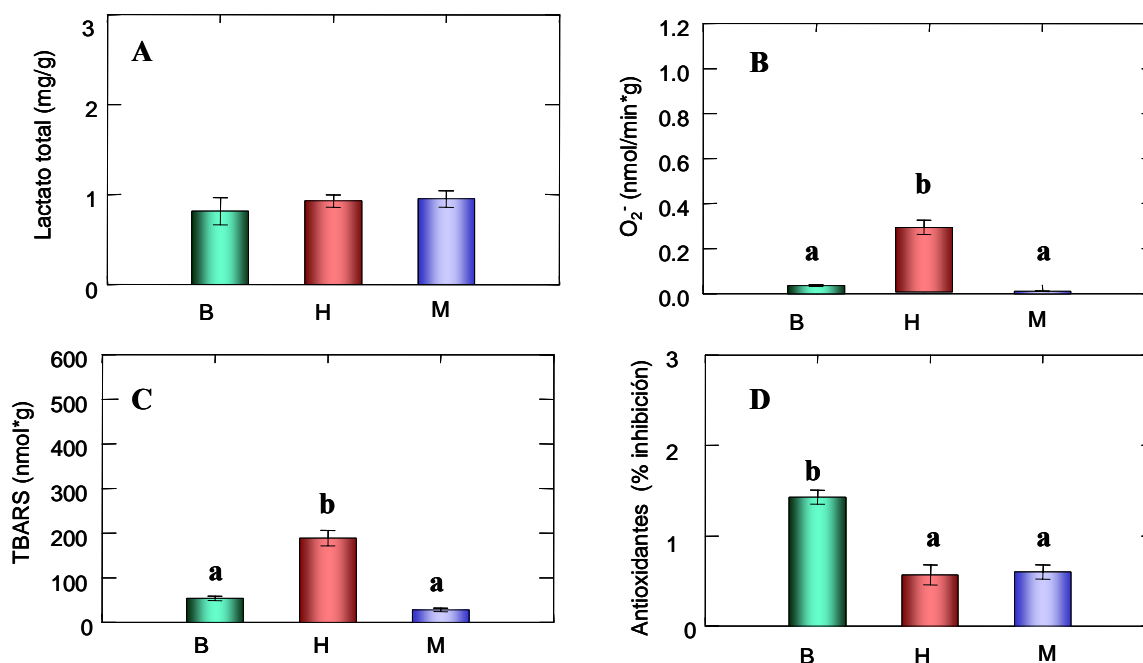 A
Lactato total (mg/g)
3
2
1
0
B H M
B
O₂⁻ (nmol/min*g)
1.2
1.0
0.8
0.6
0.4
0.2
0.0
a b a
B H M
C
TBARS (nmol*g)
600
500
400
300
200
100
0
a b a
B H M
D
Antioxidantes (% inhibición)
3
2
1
0
b a a
B H M